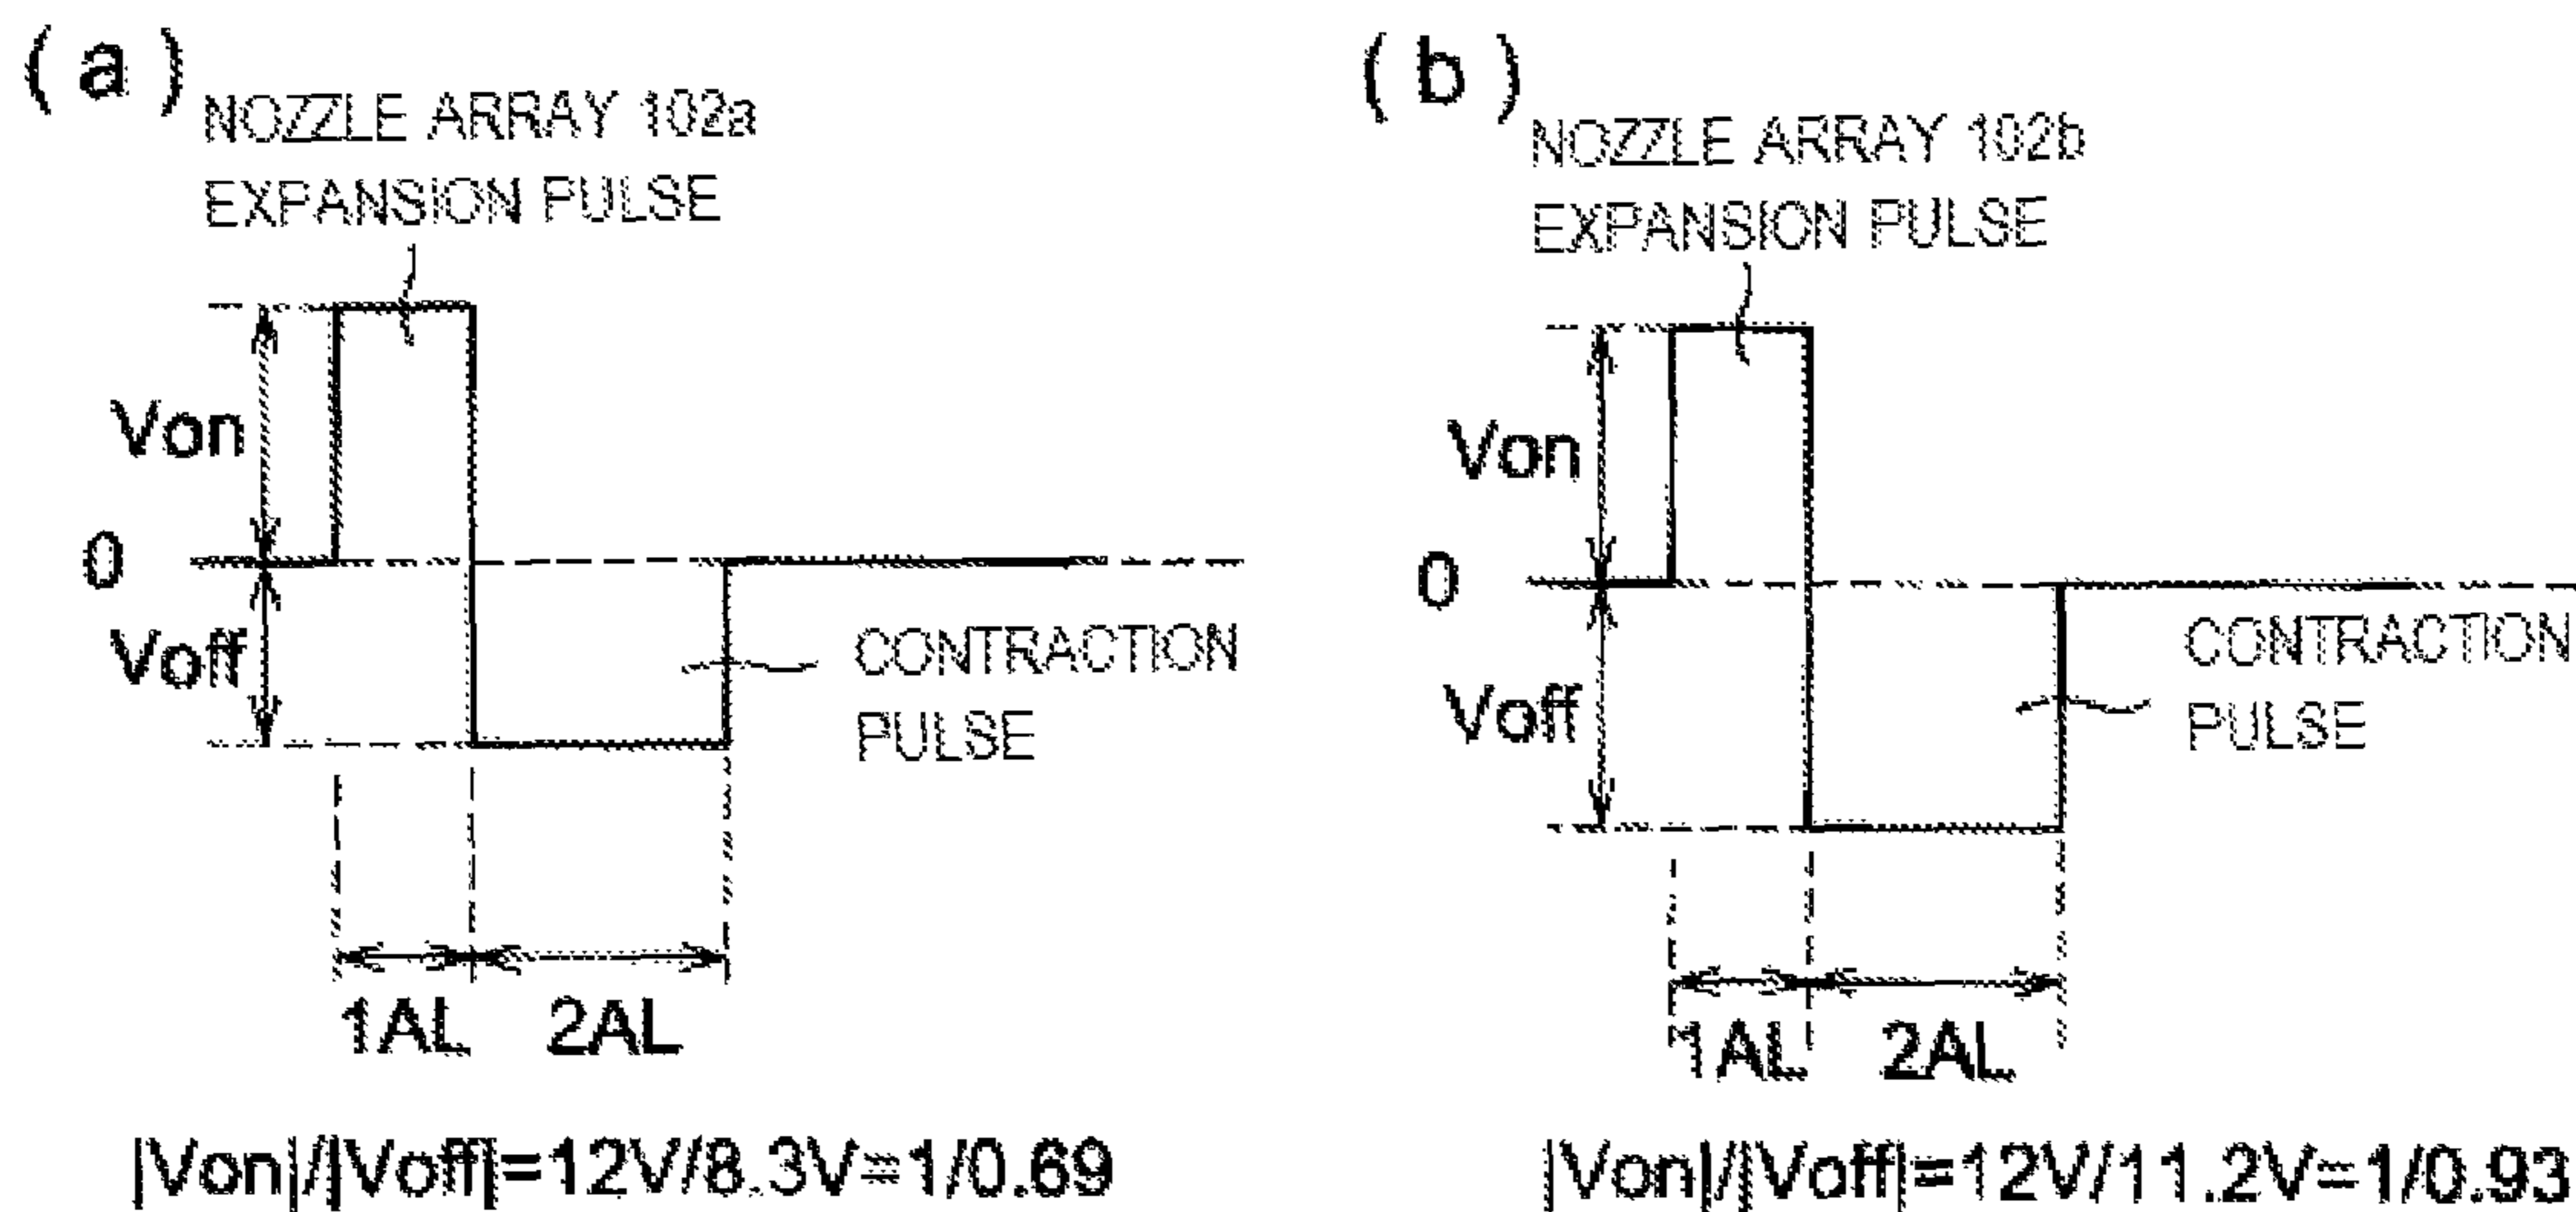 (a)
NOZZLE ARRAY 102a
EXPANSION PULSE
Von
0
Voff
CONTRACTION
PULSE
1AL
2AL
|Von|/|Voff|=12V/8.3V=1/0.69
(b)
NOZZLE ARRAY 102b
EXPANSION PULSE
Von
0
Voff
CONTRACTION
PULSE
1AL
2AL
|Von|/|Voff|=12V/11.2V=1/0.93